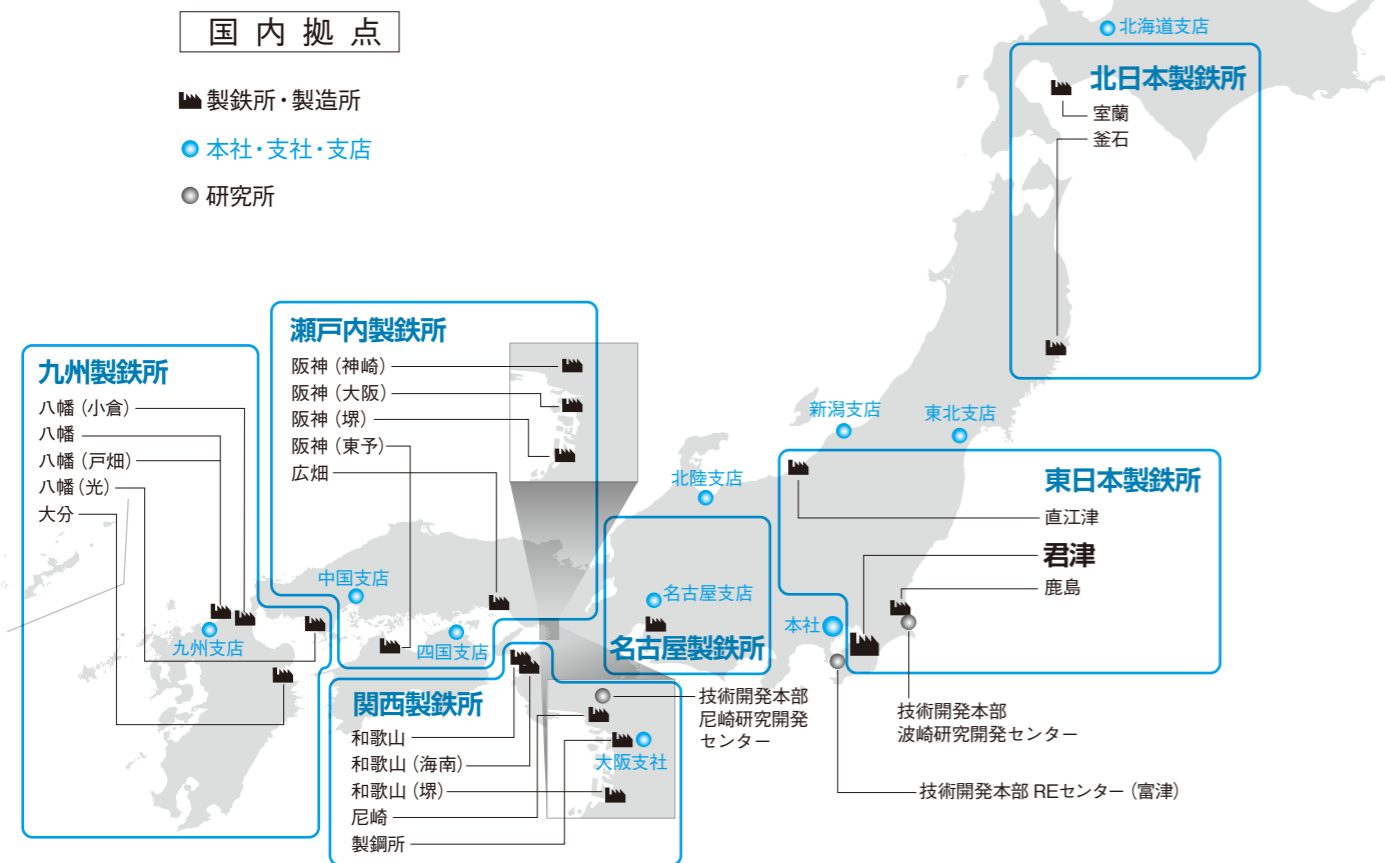 国内拠点
製鉄所・製造所
本社・支社・支店
研究所
北海道支店
北日本製鉄所
室蘭
釜石
瀬戸内製鉄所
阪神（神崎）
阪神（大阪）
阪神（堺）
阪神（東予）
広畑
九州製鉄所
八幡（小倉）
八幡
八幡（戸畑）
八幡（光）
大分
新潟支店
東北支店
北陸支店
東日本製鉄所
直江津
君津
鹿島
中国支店
名古屋支店
名古屋製鉄所
本社
九州支店
四国支店
関西製鉄所
和歌山
和歌山（海南）
和歌山（堺）
尼崎
製鋼所
大阪支社
技術開発本部
尼崎研究開発
センター
技術開発本部
波崎研究開発センター
技術開発本部 REセンター（富津）